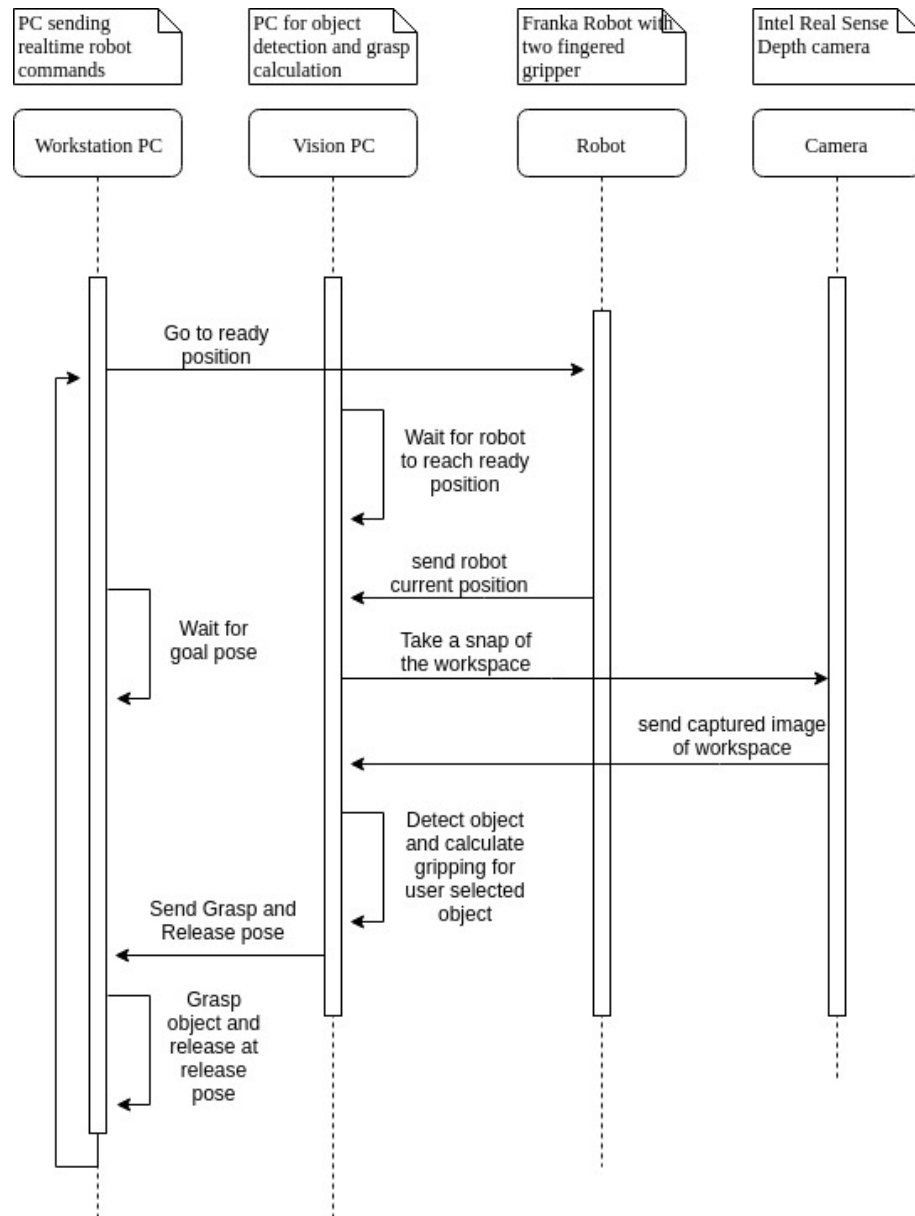 PC sending
realtime robot
commands
PC for object
detection and grasp
calculation
Franka Robot with
two fingered
gripper
Intel Real Sense
Depth camera
Workstation PC
Vision PC
Robot
Camera
Go to ready
position
Wait for robot
to reach ready
position
send robot
current position
Wait for
goal pose
Take a snap of
the workspace
send captured image
of workspace
Detect object
and calculate
gripping for
user selected
object
Send Grasp and
Release pose
Grasp
object and
release at
release
pose